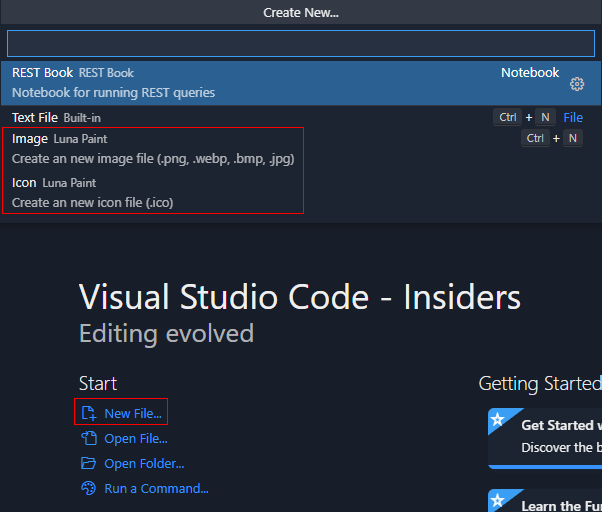 Create New...
REST Book REST Book Notebook
Notebook for running REST queries
Text File Built-in Ctrl + N File
Image Luna Paint Ctrl + N
Create an new image file (.png, .webp, .bmp, .jpg)
Icon Luna Paint
Create an new icon file (.ico)
Visual Studio Code - Insiders
Editing evolved
Start
New File...
Open File...
Open Folder...
Run a Command...
Getting Started
Get Started w
Discover the b
Learn the Fun